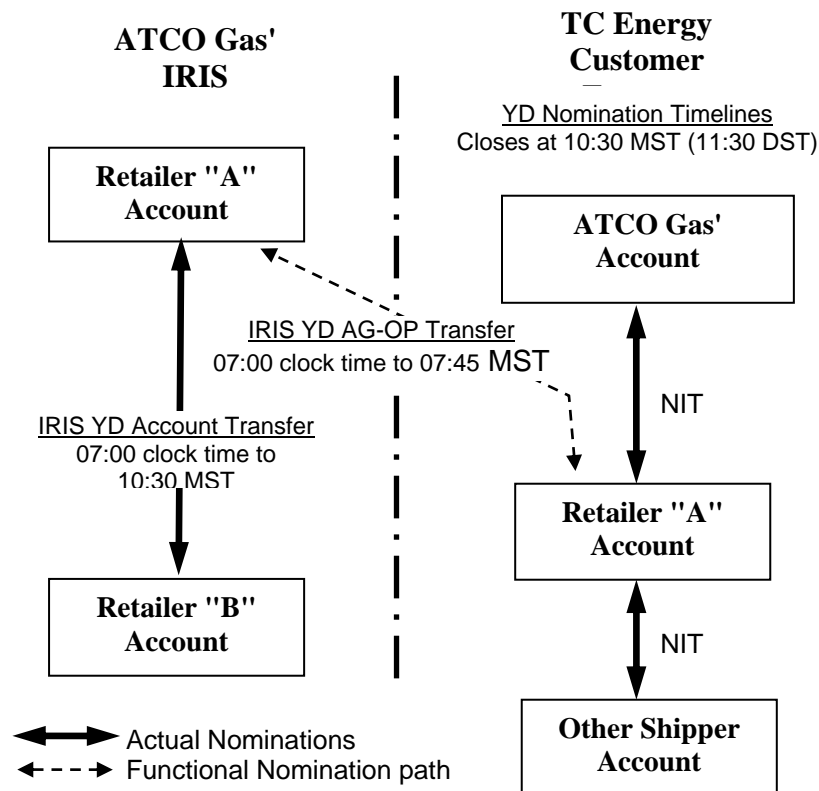 ATCO Gas'
IRIS
TC Energy
Customer
YD Nomination Timelines
Closes at 10:30 MST (11:30 DST)
Retailer "A"
Account
ATCO Gas'
Account
IRIS YD AG-OP Transfer
07:00 clock time to 07:45 MST
NIT
IRIS YD Account Transfer
07:00 clock time to
10:30 MST
Retailer "A"
Account
Retailer "B"
Account
NIT
Other Shipper
Account
Actual Nominations
Functional Nomination path